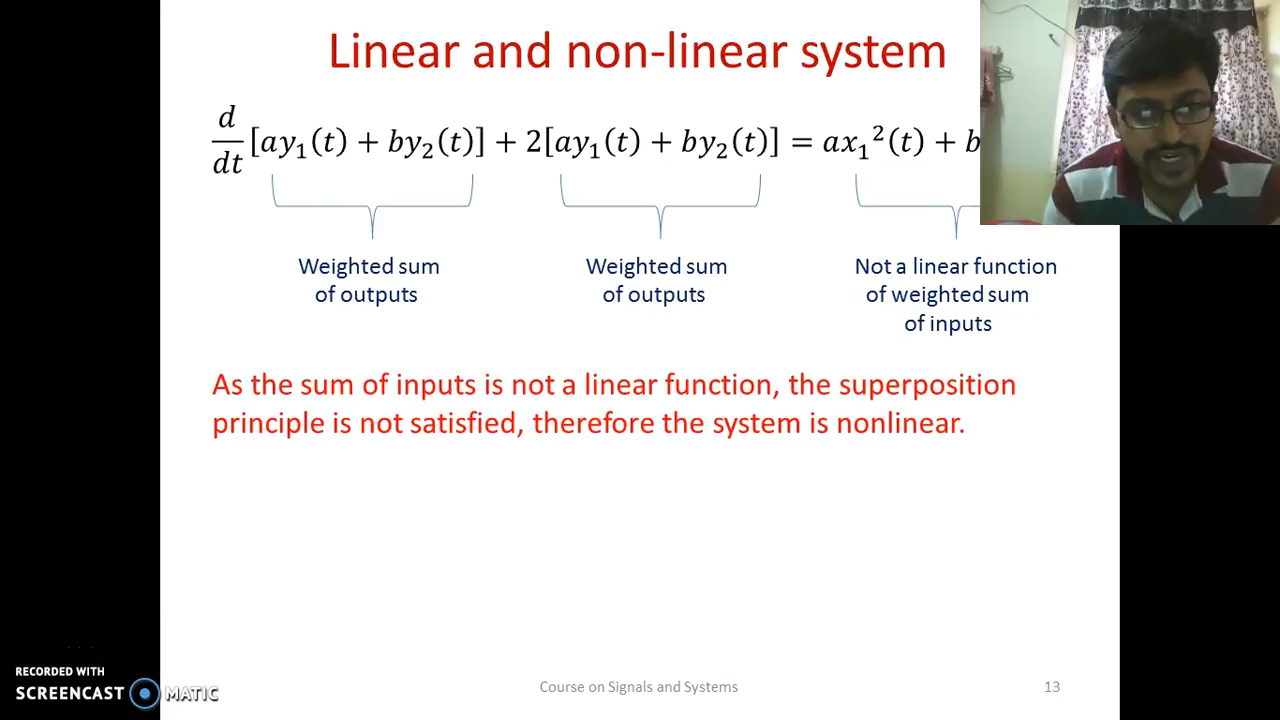 Linear and non-linear system
d/dt [ay₁(t) + by₂(t)] + 2[ay₁(t) + by₂(t)] = ax₁²(t) + b
Weighted sum
of outputs
Weighted sum
of outputs
Not a linear function
of weighted sum
of inputs
As the sum of inputs is not a linear function, the superposition
principle is not satisfied, therefore the system is nonlinear.
RECORDED WITH
SCREENCAST MATIC
Course on Signals and Systems
13